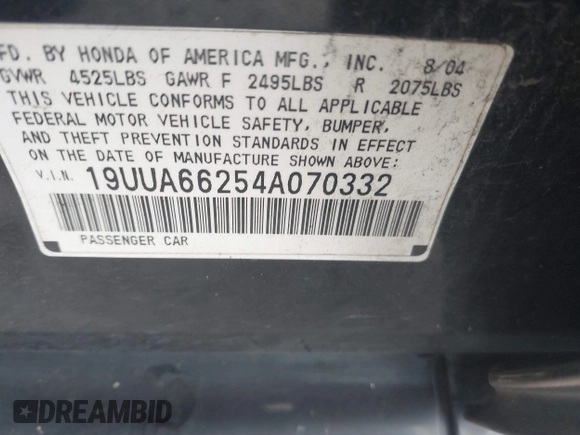 MFD. BY HONDA OF AMERICA MFG., INC. 8/04
GVWR 4525LBS GAWR F 2495LBS R 2075LBS
THIS VEHICLE CONFORMS TO ALL APPLICABLE
FEDERAL MOTOR VEHICLE SAFETY, BUMPER,
AND THEFT PREVENTION STANDARDS IN EFFECT
ON THE DATE OF MANUFACTURE SHOWN ABOVE:
V.I.N. 19UUA66254A070332
PASSENGER CAR
DREAMBID